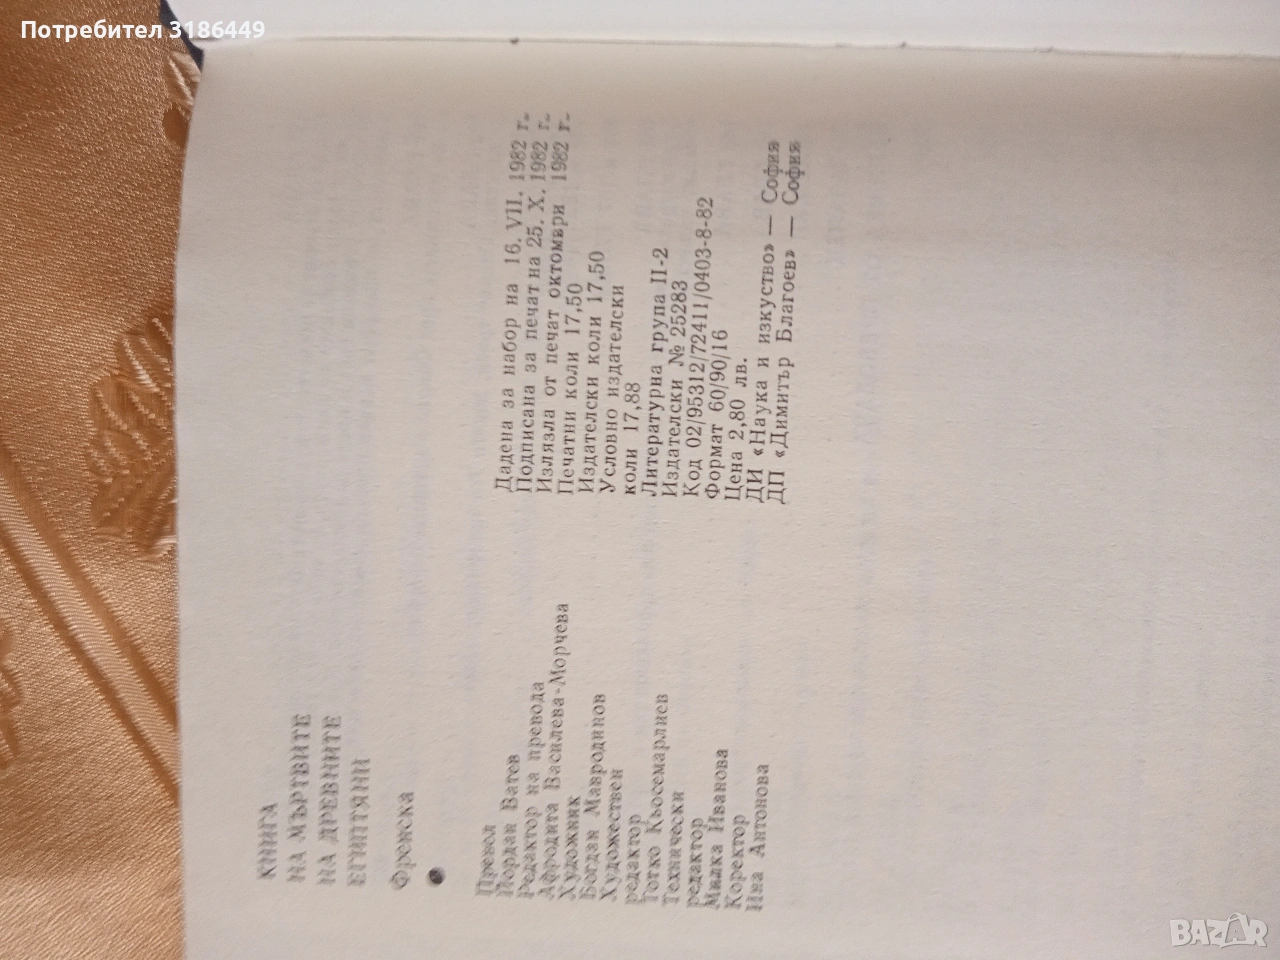 Потребител 3186449
КНИГА
НА МЪРТВИТЕ
НА ДРЕВНИТЕ
ЕГИПТЯНИ
Френска
Превод
Йордан Ватев
Редактор на превода
Афродита Василева-Морчева
Художник
Богдан Мавродинов
Художествен
редактор
Тотко Кьосемарлиев
Технически
редактор
Милка Иванова
Коректор
Ина Антонова
Дадена за набор на 16. VII. 1982 г.
Подписана за печат на 25. X. 1982 г.
Излязла от печат октомври 1982 г.
Печатни коли 17,50
Издателски коли 17,50
Условно издателски
коли 17,88
Литературна група II-2
Издателски № 25283
Код 02/95312/72411/0403-8-82
Формат 60/90/16
Цена 2,80 лв.
ДИ «Наука и изкуство» — София
ДП «Димитър Благоев» — София
BAZAR